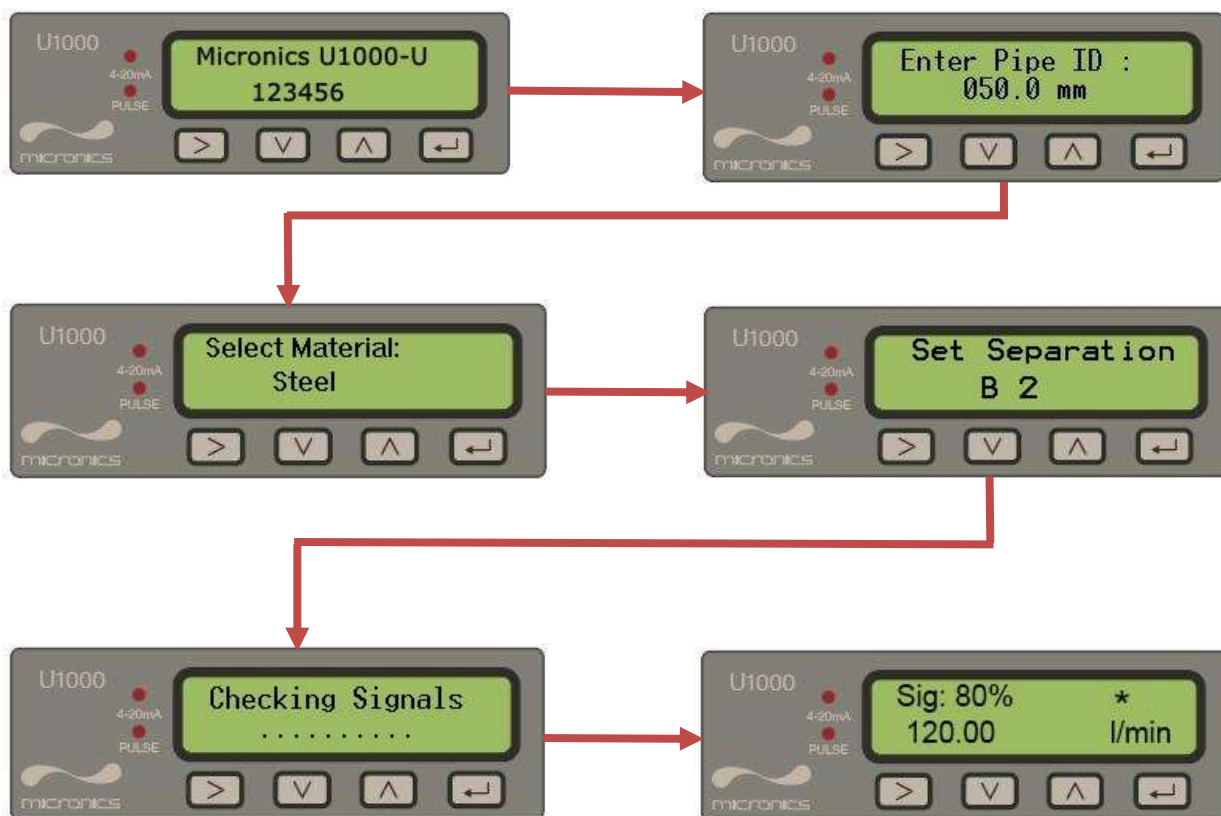 U1000
4-20mA
PULSE
micronics
Micronics U1000-U
123456
U1000
4-20mA
PULSE
micronics
Enter Pipe ID :
050.0 mm
U1000
4-20mA
PULSE
micronics
Select Material:
Steel
U1000
4-20mA
PULSE
micronics
Set Separation
B 2
U1000
4-20mA
PULSE
micronics
Checking Signals
..........
U1000
4-20mA
PULSE
micronics
Sig: 80% *
120.00 l/min